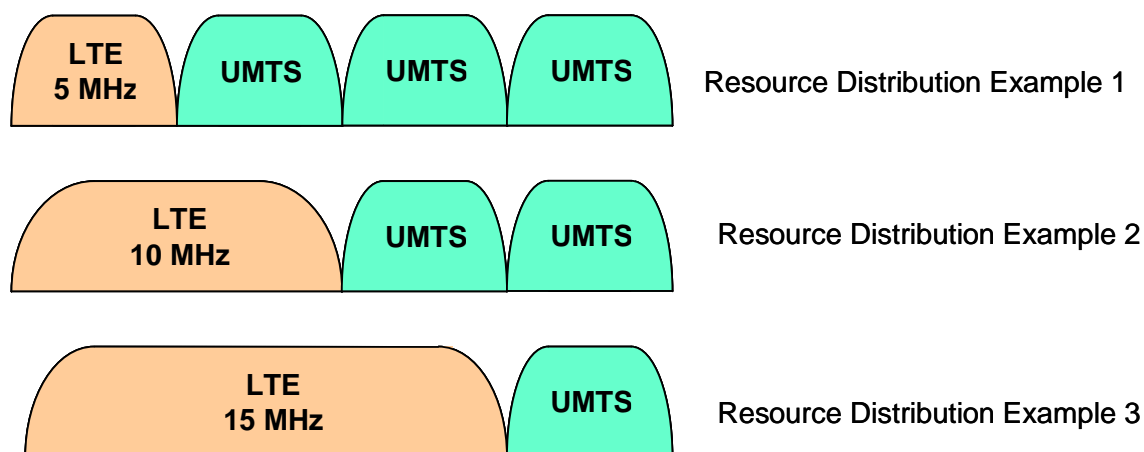 LTE
5 MHz
UMTS
UMTS
UMTS
Resource Distribution Example 1
LTE
10 MHz
UMTS
UMTS
Resource Distribution Example 2
LTE
15 MHz
UMTS
Resource Distribution Example 3